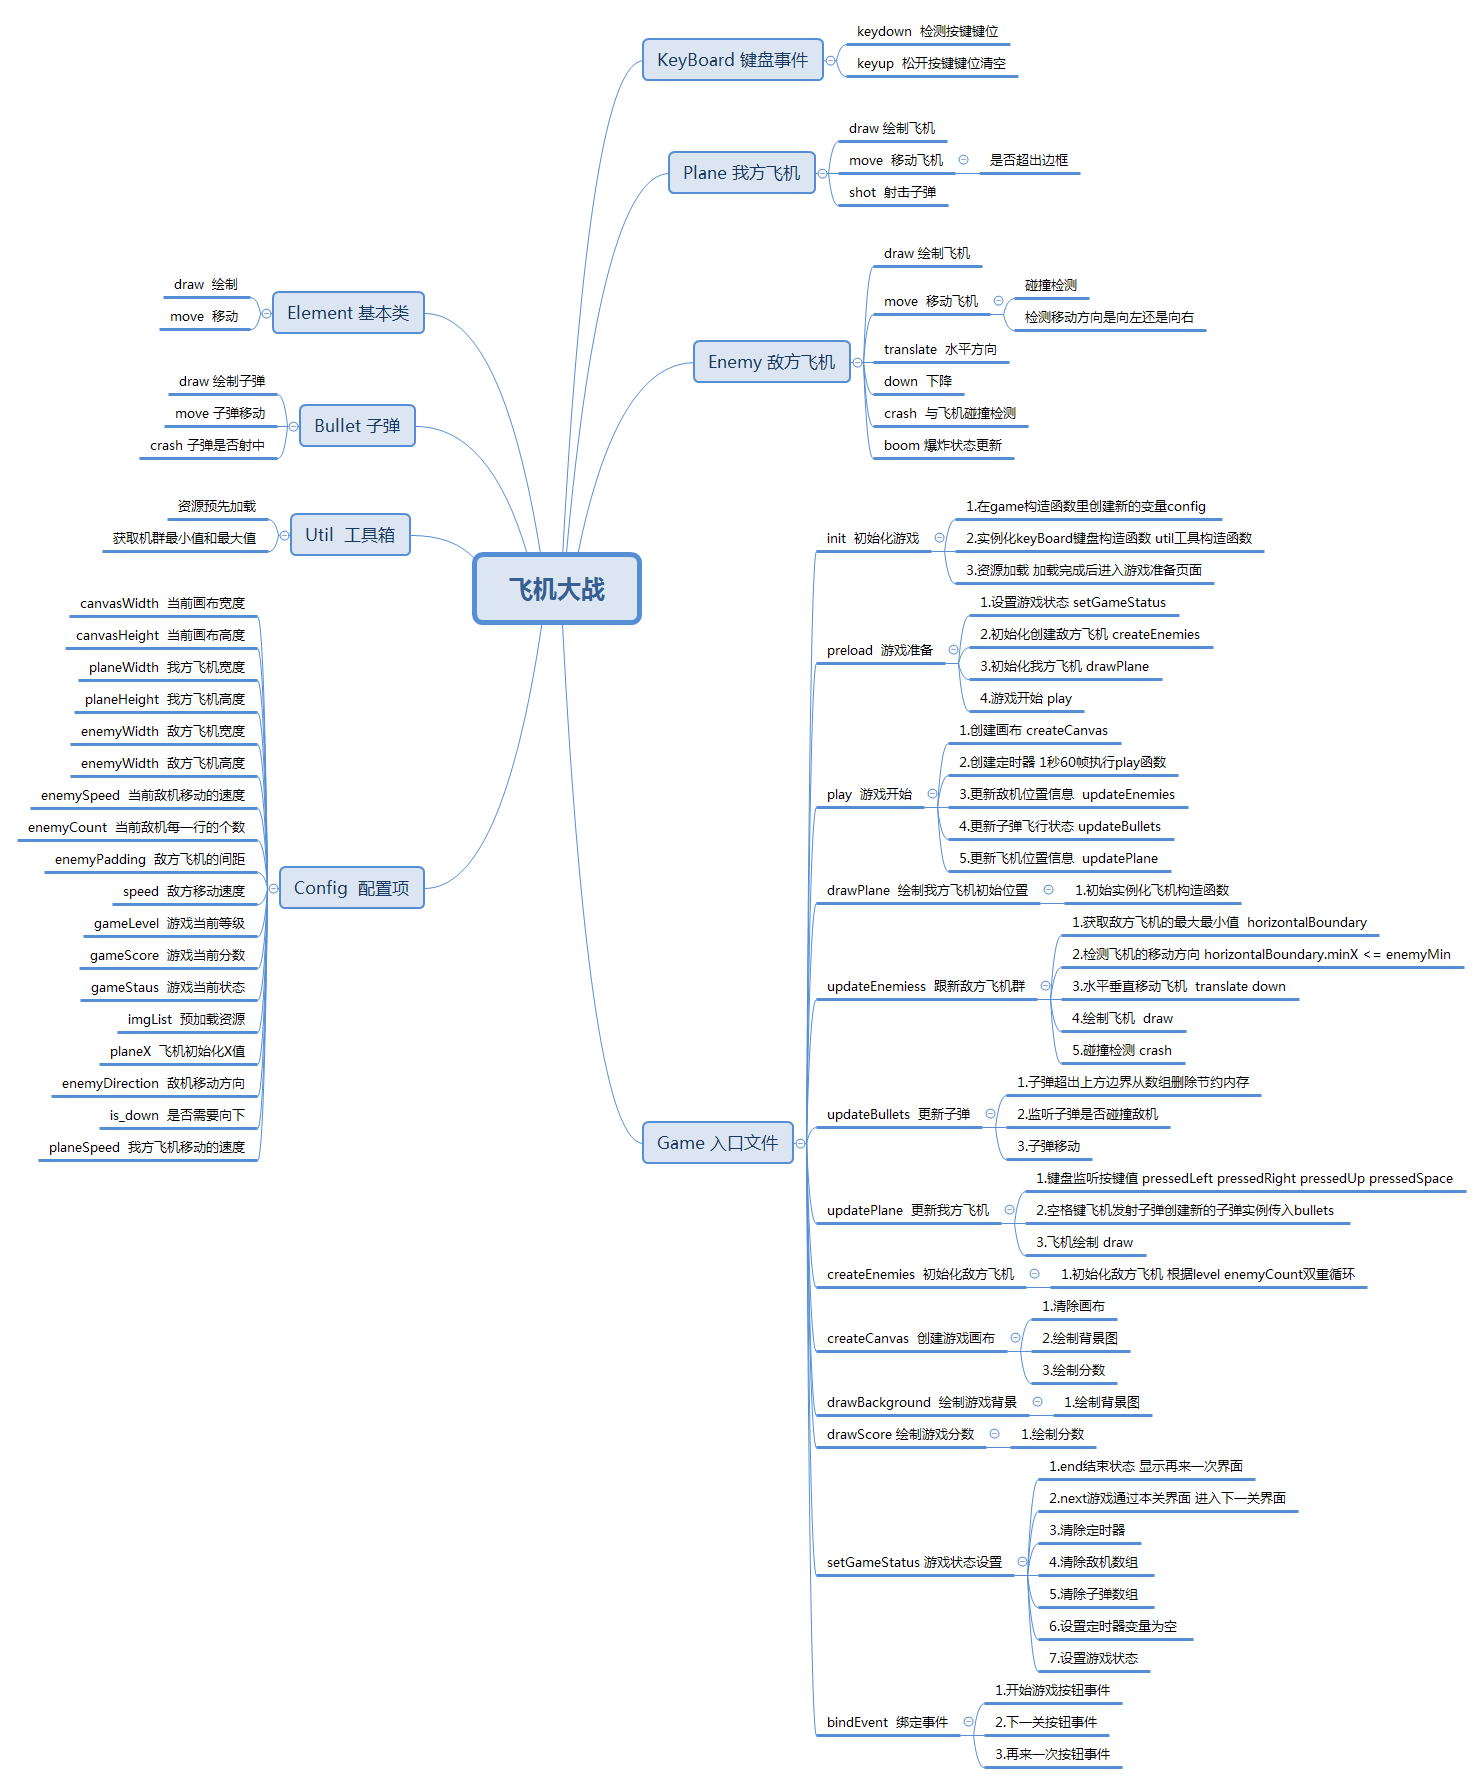 飞机大战
KeyBoard 键盘事件
keydown 检测按键键位
keyup 松开按键键位清空
Plane 我方飞机
draw 绘制飞机
move 移动飞机
是否超出边框
shot 射击子弹
Enemy 敌方飞机
draw 绘制飞机
move 移动飞机
碰撞检测
检测移动方向是向左还是向右
translate 水平方向
down 下降
crash 与飞机碰撞检测
boom 爆炸状态更新
Game 入口文件
init 初始化游戏
1.在game构造函数里创建新的变量config
2.实例化keyBoard键盘构造函数 util工具构造函数
3.资源加载 加载完成后进入游戏准备页面
preload 游戏准备
1.设置游戏状态 setGameStatus
2.初始化创建敌方飞机 createEnemies
3.初始化我方飞机 drawPlane
4.游戏开始 play
play 游戏开始
1.创建画布 createCanvas
2.创建定时器 1秒60帧执行play函数
3.更新敌机位置信息 updateEnemies
4.更新子弹飞行状态 updateBullets
5.更新飞机位置信息 updatePlane
drawPlane 绘制我方飞机初始位置
1.初始实例化飞机构造函数
updateEnemiess 跟新敌方飞机群
1.获取敌方飞机的最大最小值 horizontalBoundary
2.检测飞机的移动方向 horizontalBoundary.minX <= enemyMin
3.水平垂直移动飞机 translate down
4.绘制飞机 draw
5.碰撞检测 crash
updateBullets 更新子弹
1.子弹超出上方边界从数组删除节约内存
2.监听子弹是否碰撞敌机
3.子弹移动
updatePlane 更新我方飞机
1.键盘监听按键值 pressedLeft pressedRight pressedUp pressedSpace
2.空格键飞机发射子弹创建新的子弹实例传入bullets
3.飞机绘制 draw
createEnemies 初始化敌方飞机
1.初始化敌方飞机 根据level enemyCount双重循环
createCanvas 创建游戏画布
1.清除画布
2.绘制背景图
3.绘制分数
drawBackground 绘制游戏背景
1.绘制背景图
drawScore 绘制游戏分数
1.绘制分数
setGameStatus 游戏状态设置
1.end结束状态 显示再来一次界面
2.next游戏通过本关界面 进入下一关界面
3.清除定时器
4.清除敌机数组
5.清除子弹数组
6.设置定时器变量为空
7.设置游戏状态
bindEvent 绑定事件
1.开始游戏按钮事件
2.下一关按钮事件
3.再来一次按钮事件
Element 基本类
draw 绘制
move 移动
Bullet 子弹
draw 绘制子弹
move 子弹移动
crash 子弹是否射中
Util 工具箱
资源预先加载
获取机群最小值和最大值
Config 配置项
canvasWidth 当前画布宽度
canvasHeight 当前画布高度
planeWidth 我方飞机宽度
planeHeight 我方飞机高度
enemyWidth 敌方飞机宽度
enemyWidth 敌方飞机高度
enemySpeed 当前敌机移动的速度
enemyCount 当前敌机每一行的个数
enemyPadding 敌方飞机的间距
speed 敌方移动速度
gameLevel 游戏当前等级
gameScore 游戏当前分数
gameStaus 游戏当前状态
imgList 预加载资源
planeX 飞机初始化X值
enemyDirection 敌机移动方向
is_down 是否需要向下
planeSpeed 我方飞机移动的速度